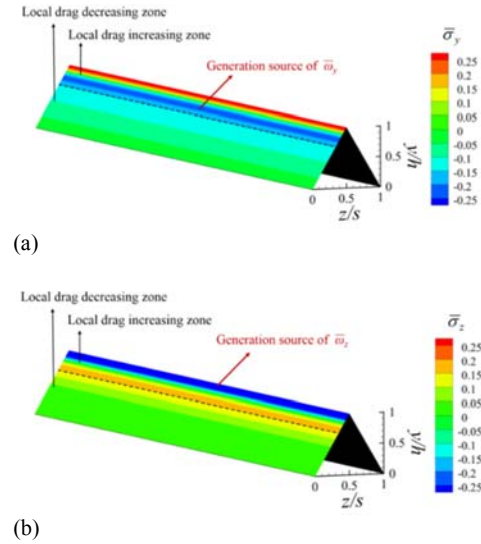 Local drag decreasing zone
Local drag increasing zone
Generation source of ω̅y
σ̅y
0.25
0.2
0.15
0.1
0.05
0
-0.05
-0.1
-0.15
-0.2
-0.25
1
0.5
0
y/h
0 0.5 1
z/s
(a)
Local drag decreasing zone
Local drag increasing zone
Generation source of ω̅z
σ̅z
0.25
0.2
0.15
0.1
0.05
0
-0.05
-0.1
-0.15
-0.2
-0.25
1
0.5
0
y/h
0 0.5 1
z/s
(b)